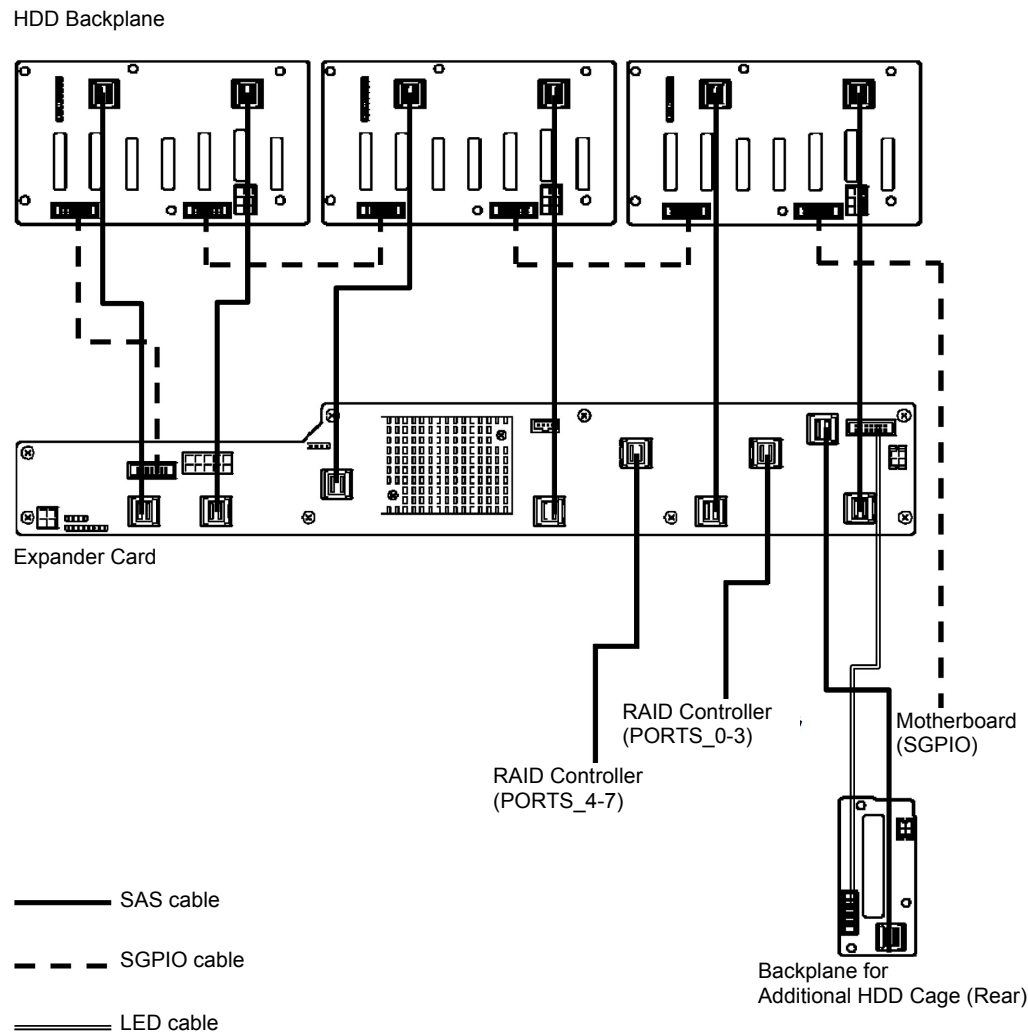 HDD Backplane
Expander Card
RAID Controller
(PORTS_0-3)
Motherboard
(SGPIO)
RAID Controller
(PORTS_4-7)
SAS cable
SGPIO cable
LED cable
Backplane for
Additional HDD Cage (Rear)